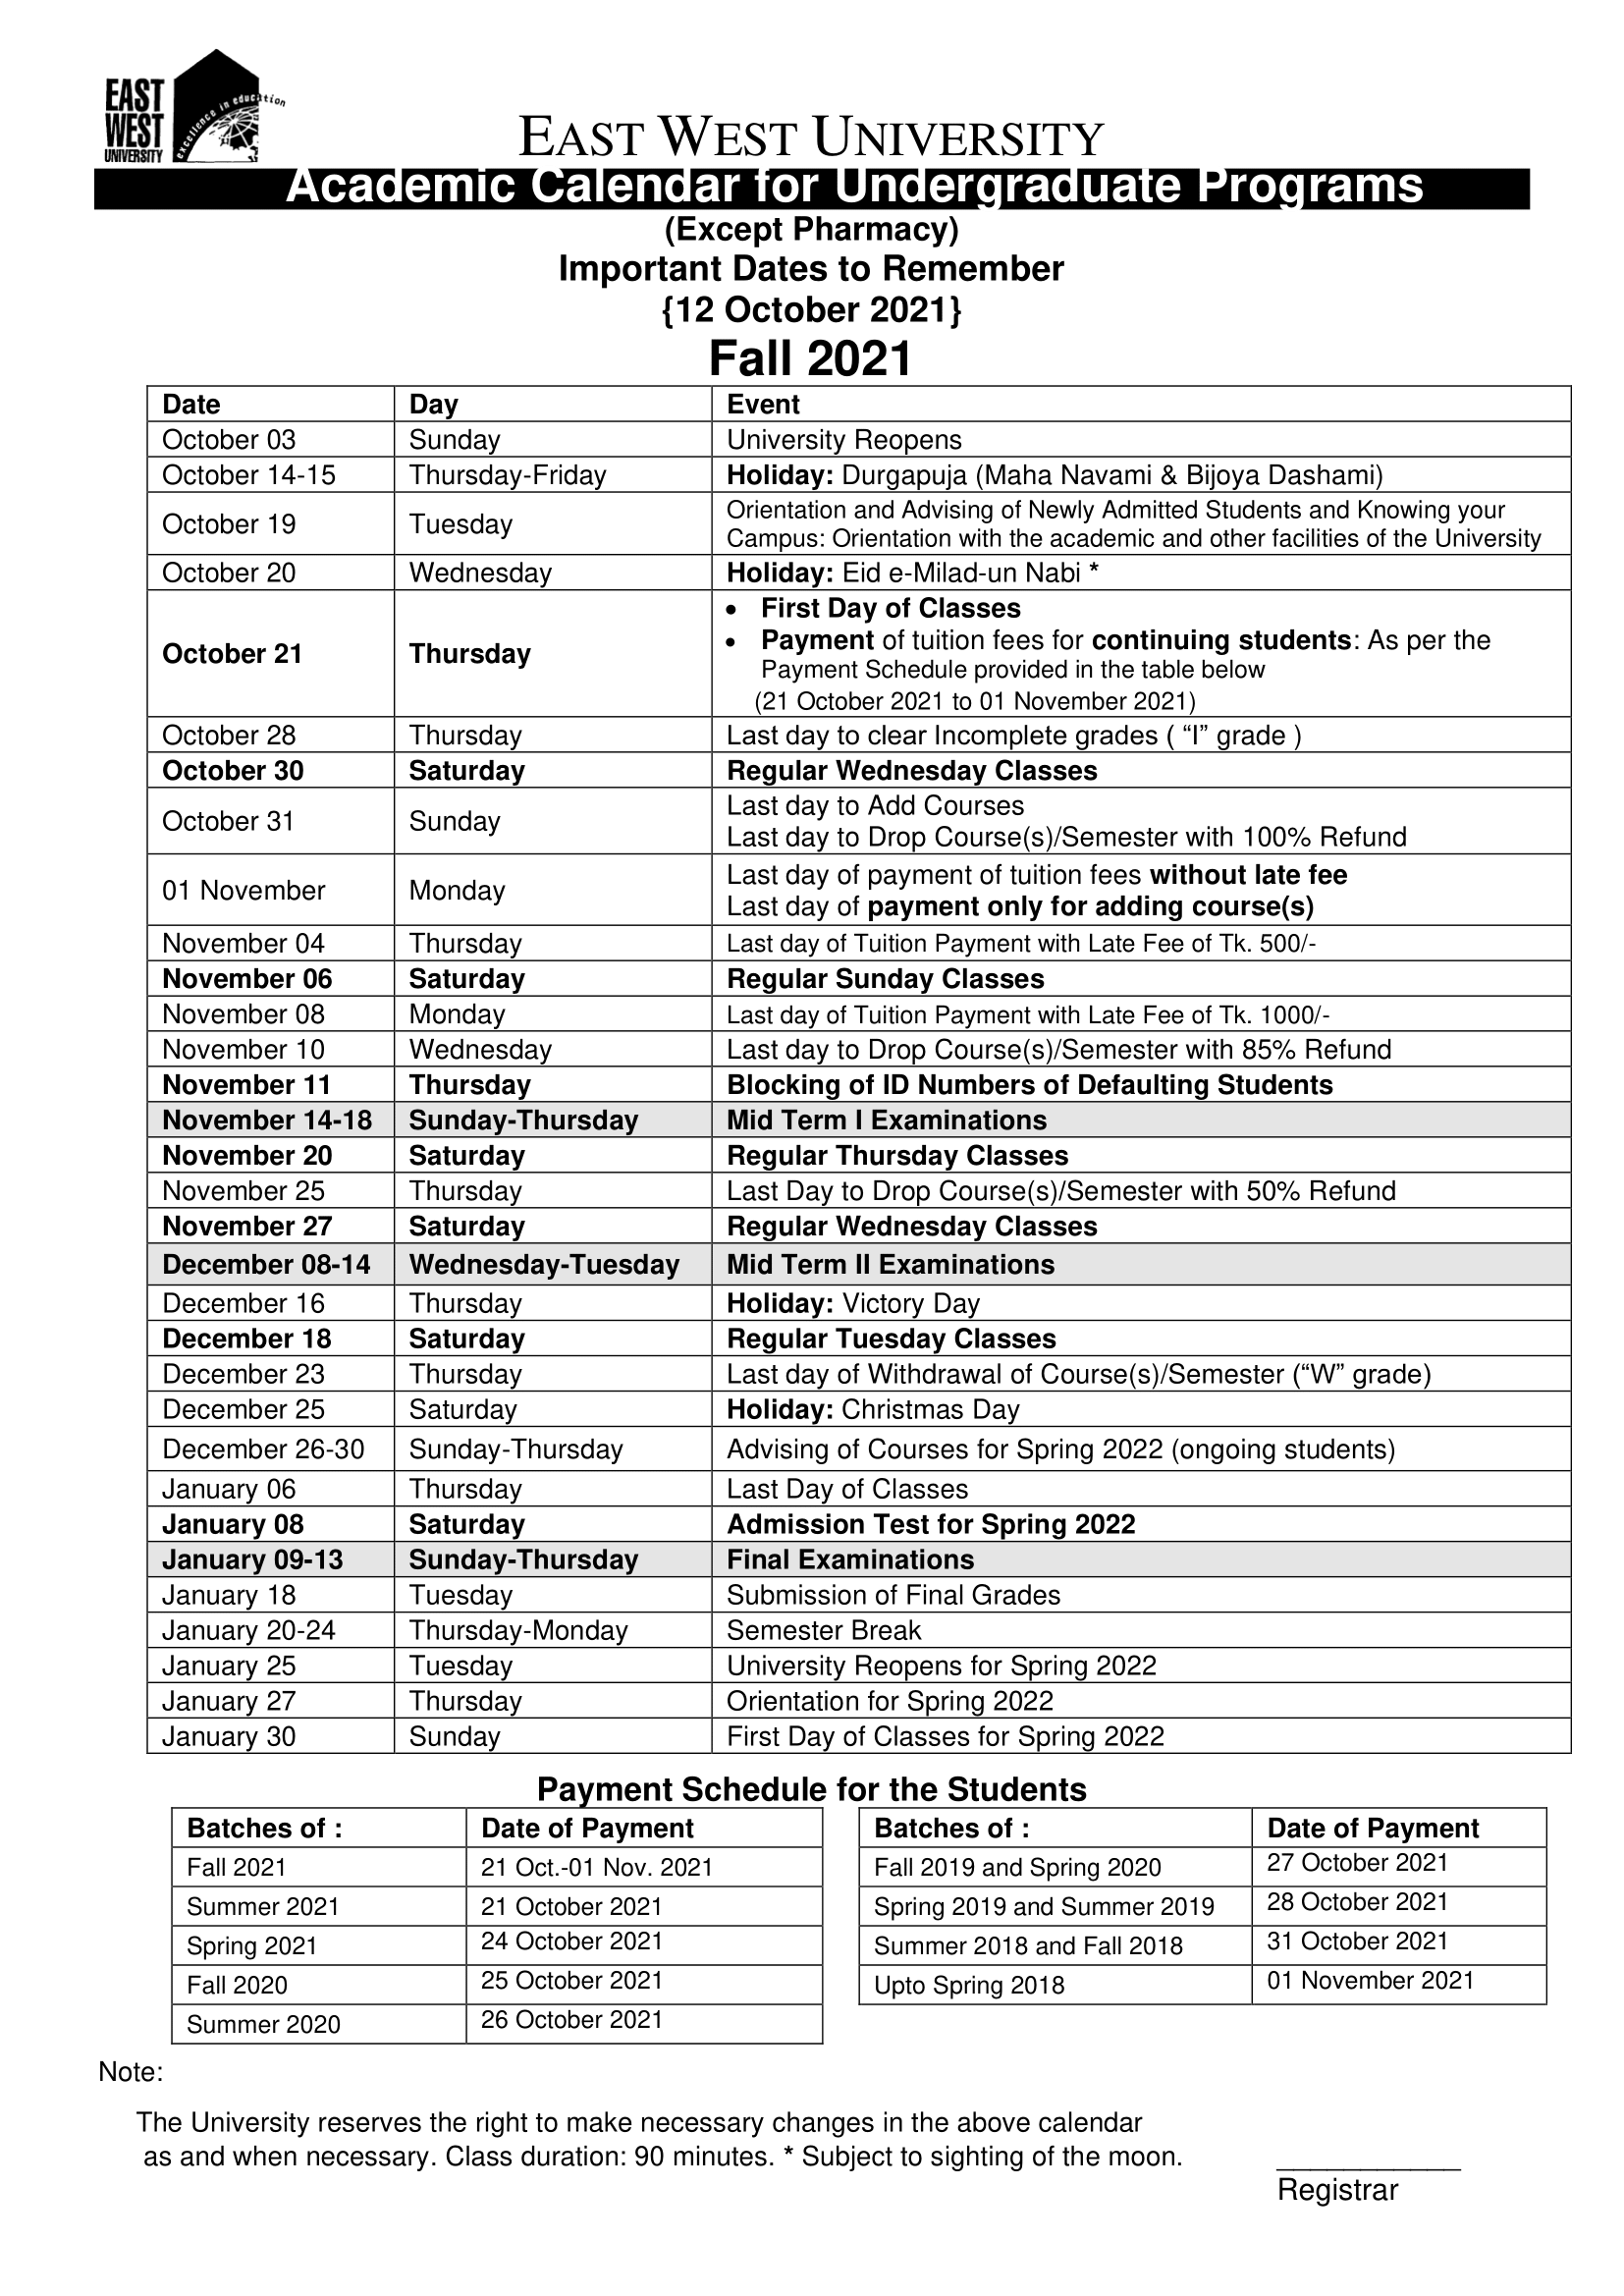 EAST
WEST
UNIVERSITY
excellence in education
EAST WEST UNIVERSITY
Academic Calendar for Undergraduate Programs
(Except Pharmacy)
Important Dates to Remember
{12 October 2021}
Fall 2021
Date Day Event
October 03 Sunday University Reopens
October 14-15 Thursday-Friday Holiday: Durgapuja (Maha Navami & Bijoya Dashami)
October 19 Tuesday Orientation and Advising of Newly Admitted Students and Knowing your
Campus: Orientation with the academic and other facilities of the University
October 20 Wednesday Holiday: Eid e-Milad-un Nabi *
October 21 Thursday • First Day of Classes
• Payment of tuition fees for continuing students: As per the
Payment Schedule provided in the table below
(21 October 2021 to 01 November 2021)
October 28 Thursday Last day to clear Incomplete grades ( “I” grade )
October 30 Saturday Regular Wednesday Classes
October 31 Sunday Last day to Add Courses
Last day to Drop Course(s)/Semester with 100% Refund
01 November Monday Last day of payment of tuition fees without late fee
Last day of payment only for adding course(s)
November 04 Thursday Last day of Tuition Payment with Late Fee of Tk. 500/-
November 06 Saturday Regular Sunday Classes
November 08 Monday Last day of Tuition Payment with Late Fee of Tk. 1000/-
November 10 Wednesday Last day to Drop Course(s)/Semester with 85% Refund
November 11 Thursday Blocking of ID Numbers of Defaulting Students
November 14-18 Sunday-Thursday Mid Term I Examinations
November 20 Saturday Regular Thursday Classes
November 25 Thursday Last Day to Drop Course(s)/Semester with 50% Refund
November 27 Saturday Regular Wednesday Classes
December 08-14 Wednesday-Tuesday Mid Term II Examinations
December 16 Thursday Holiday: Victory Day
December 18 Saturday Regular Tuesday Classes
December 23 Thursday Last day of Withdrawal of Course(s)/Semester (“W” grade)
December 25 Saturday Holiday: Christmas Day
December 26-30 Sunday-Thursday Advising of Courses for Spring 2022 (ongoing students)
January 06 Thursday Last Day of Classes
January 08 Saturday Admission Test for Spring 2022
January 09-13 Sunday-Thursday Final Examinations
January 18 Tuesday Submission of Final Grades
January 20-24 Thursday-Monday Semester Break
January 25 Tuesday University Reopens for Spring 2022
January 27 Thursday Orientation for Spring 2022
January 30 Sunday First Day of Classes for Spring 2022
Payment Schedule for the Students
Batches of : Date of Payment
Fall 2021 21 Oct.-01 Nov. 2021
Summer 2021 21 October 2021
Spring 2021 24 October 2021
Fall 2020 25 October 2021
Summer 2020 26 October 2021
Batches of : Date of Payment
Fall 2019 and Spring 2020 27 October 2021
Spring 2019 and Summer 2019 28 October 2021
Summer 2018 and Fall 2018 31 October 2021
Upto Spring 2018 01 November 2021
Note:
The University reserves the right to make necessary changes in the above calendar
as and when necessary. Class duration: 90 minutes. * Subject to sighting of the moon.
Registrar